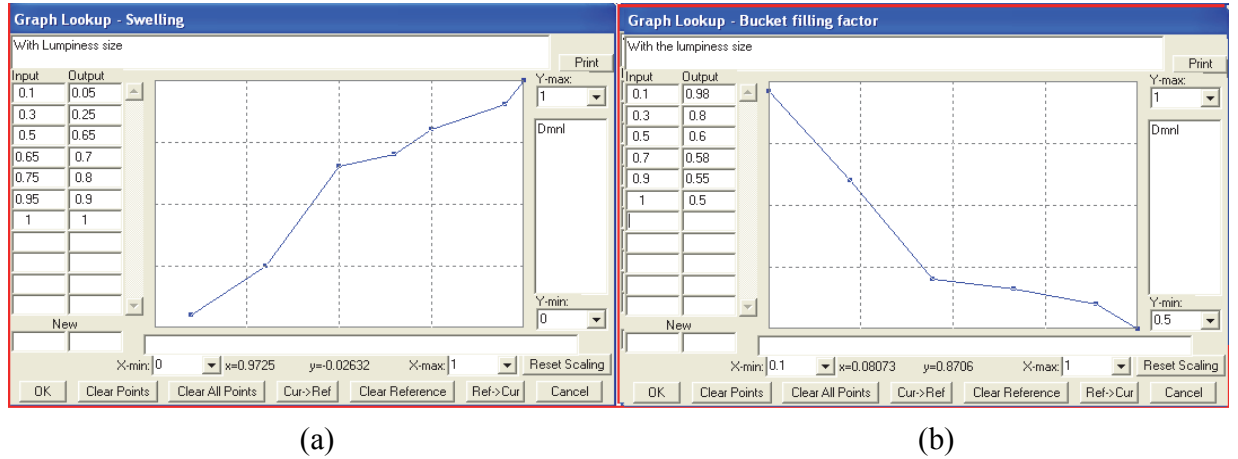 Graph Lookup - Swelling
With Lumpiness size
Print
Input Output
0.1 0.05
0.3 0.25
0.5 0.65
0.65 0.7
0.75 0.8
0.95 0.9
1 1
New
Y-max:
1
Dmnl
Y-min:
0
X-min: 0 x=0.9725 y=-0.02632 X-max: 1 Reset Scaling
OK Clear Points Clear All Points Cur->Ref Clear Reference Ref->Cur Cancel
(a)
Graph Lookup - Bucket filling factor
With the lumpiness size
Print
Input Output
0.1 0.98
0.3 0.8
0.5 0.6
0.7 0.58
0.9 0.55
1 0.5
New
Y-max:
1
Dmnl
Y-min:
0.5
X-min: 0.1 x=0.08073 y=0.8706 X-max: 1 Reset Scaling
OK Clear Points Clear All Points Cur->Ref Clear Reference Ref->Cur Cancel
(b)